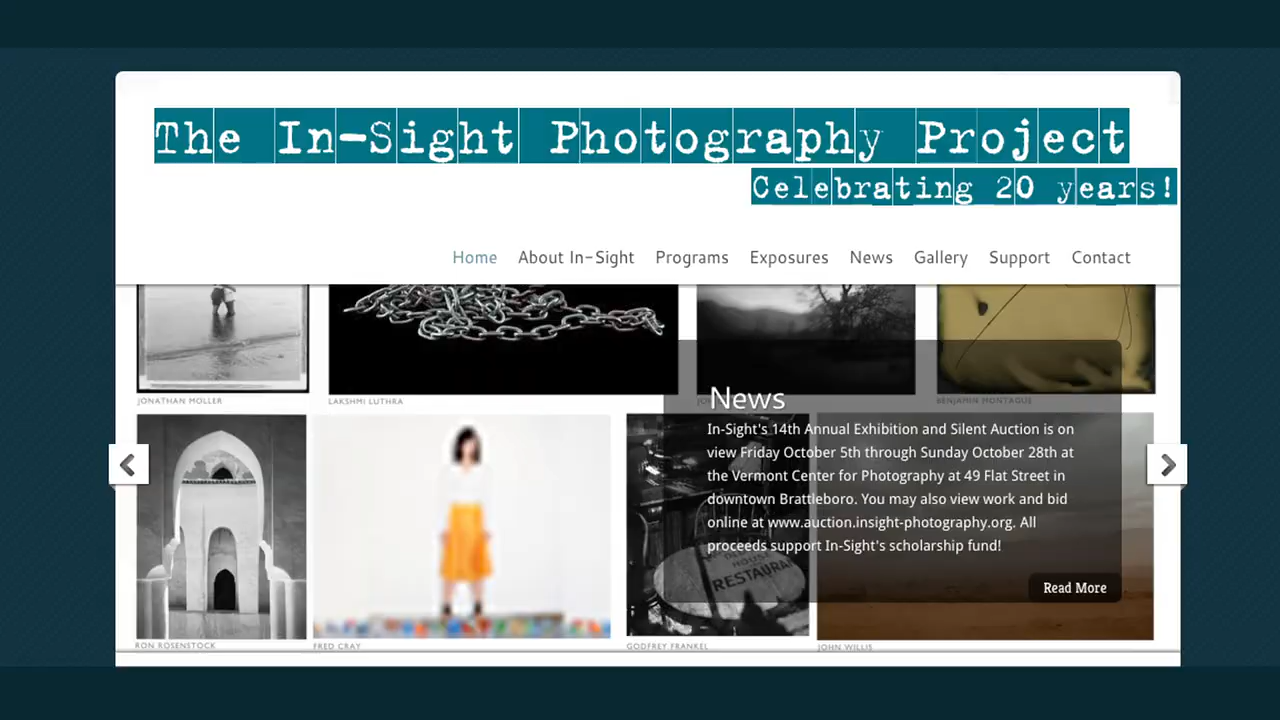 The In-Sight Photography Project
Celebrating 20 years!
Home About In-Sight Programs Exposures News Gallery Support Contact
JONATHAN MOLLER
LAKSHMI LUTHRA
BENJAMIN MONTAGUE
News
In-Sight's 14th Annual Exhibition and Silent Auction is on
view Friday October 5th through Sunday October 28th at
the Vermont Center for Photography at 49 Flat Street in
downtown Brattleboro. You may also view work and bid
online at www.auction.insight-photography.org. All
proceeds support In-Sight's scholarship fund!
HOUSE
RESTAURAN
Read More
RON ROSENSTOCK
FRED CRAY
GODFREY FRANKEL
JOHN WILLIS